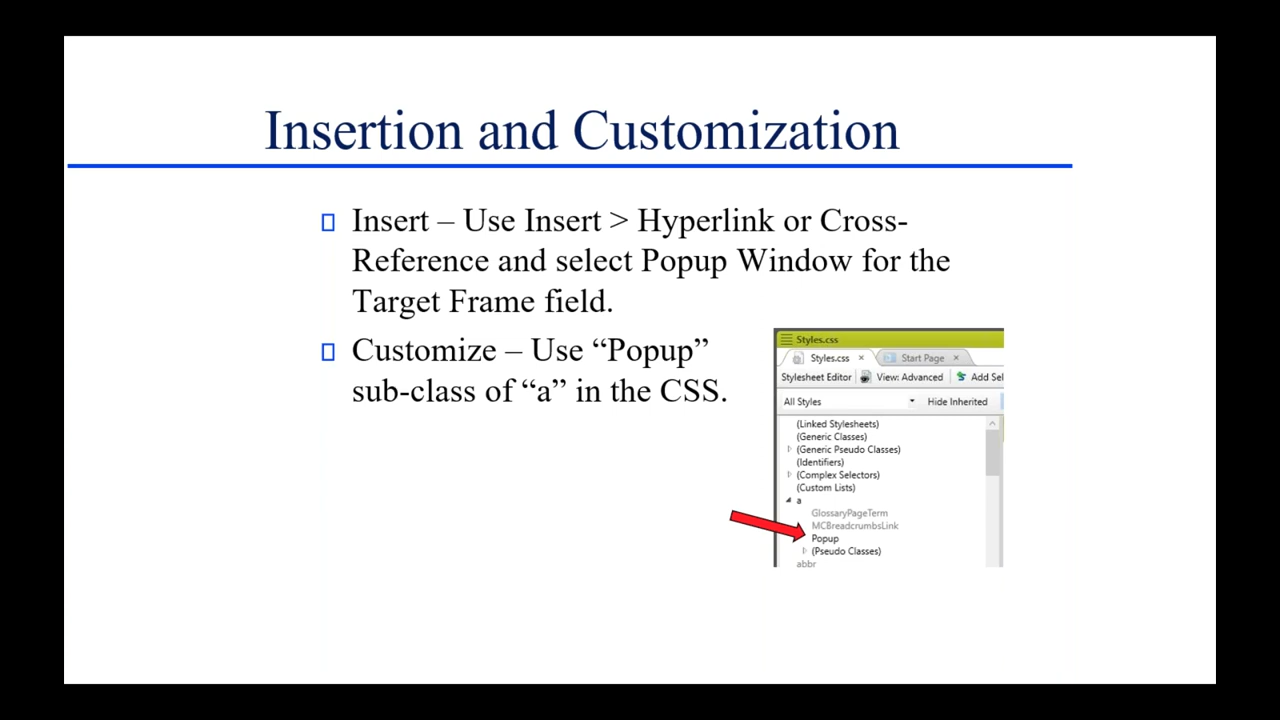 Insertion and Customization
Insert – Use Insert > Hyperlink or Cross-
Reference and select Popup Window for the
Target Frame field.
Customize – Use “Popup”
sub-class of “a” in the CSS.
Styles.css
Styles.css × Start Page ×
Stylesheet Editor View: Advanced Add Sel
All Styles Hide Inherited
(Linked Stylesheets)
(Generic Classes)
(Generic Pseudo Classes)
(Identifiers)
(Complex Selectors)
(Custom Lists)
a
GlossaryPageTerm
MCBreadcrumbsLink
Popup
(Pseudo Classes)
abbr